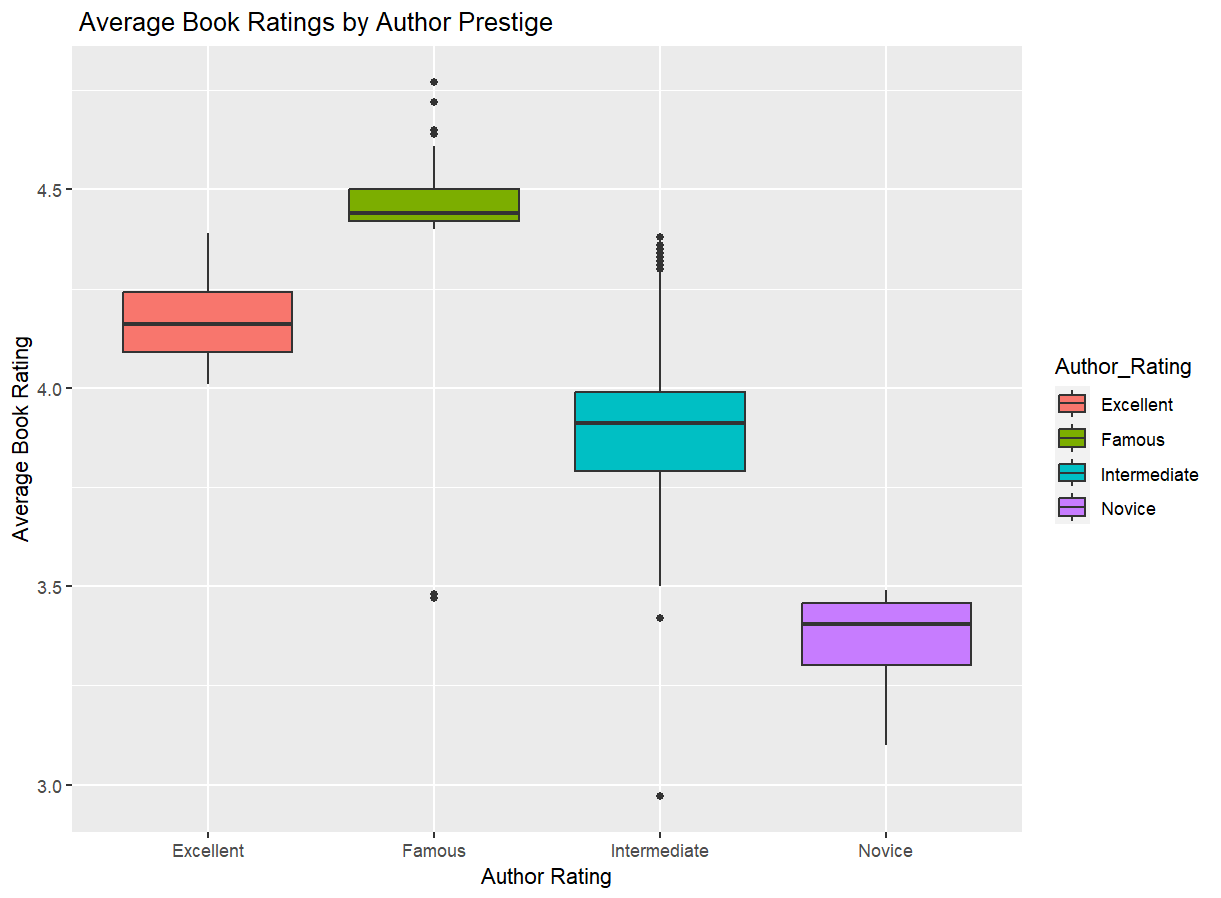 Average Book Ratings by Author Prestige
Average Book Rating
4.5
4.0
3.5
3.0
Excellent
Famous
Intermediate
Novice
Author Rating
Author_Rating
Excellent
Famous
Intermediate
Novice